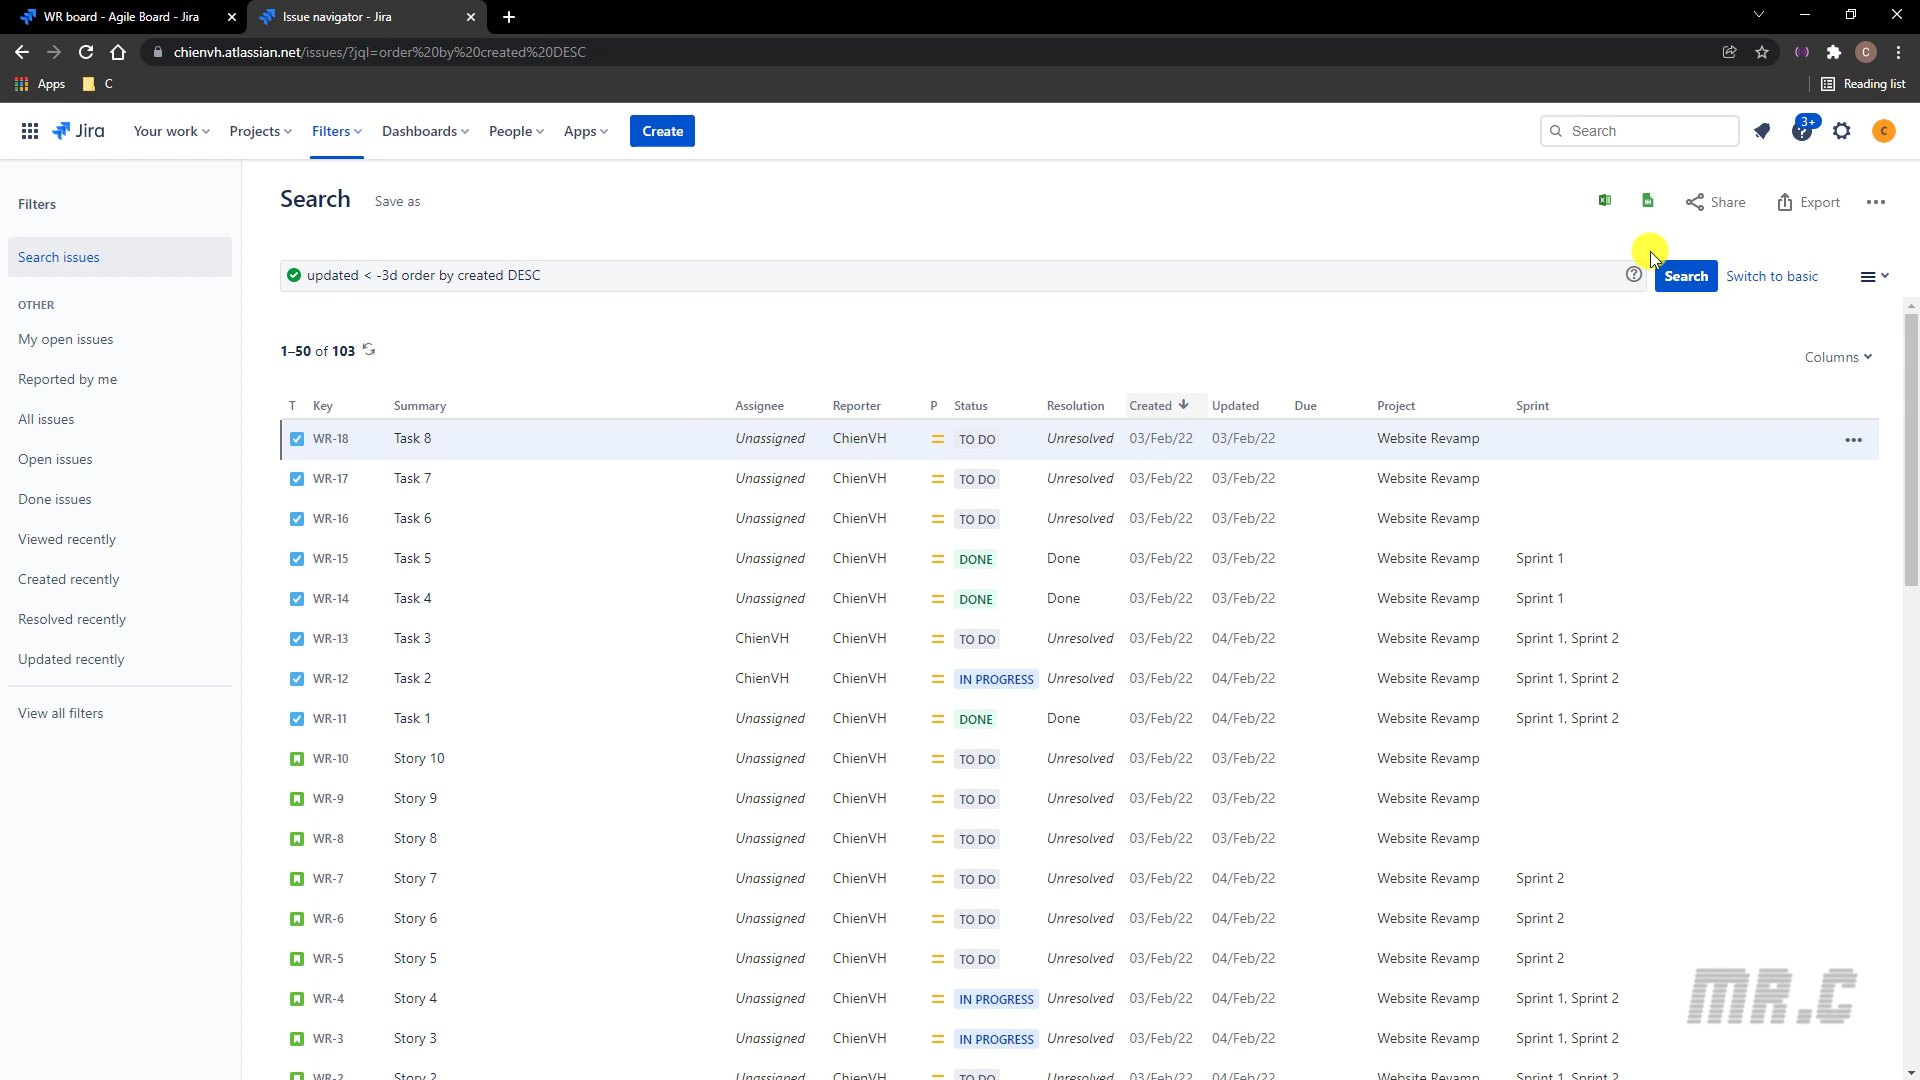 WR board - Agile Board - Jira
Issue navigator - Jira
chienvh.atlassian.net/issues/?jql=order%20by%20created%20DESC
C
Apps
C
Reading list
Jira
Your work
Projects
Filters
Dashboards
People
Apps
Create
Search
3+
C
Filters
Search issues
OTHER
My open issues
Reported by me
All issues
Open issues
Done issues
Viewed recently
Created recently
Resolved recently
Updated recently
View all filters
Search
Save as
Share
Export
updated < -3d order by created DESC
Search
Switch to basic
1–50 of 103
Columns
T Key Summary Assignee Reporter P Status Resolution Created Updated Due Project Sprint
WR-18 Task 8 Unassigned ChienVH TO DO Unresolved 03/Feb/22 03/Feb/22 Website Revamp
WR-17 Task 7 Unassigned ChienVH TO DO Unresolved 03/Feb/22 03/Feb/22 Website Revamp
WR-16 Task 6 Unassigned ChienVH TO DO Unresolved 03/Feb/22 03/Feb/22 Website Revamp
WR-15 Task 5 Unassigned ChienVH DONE Done 03/Feb/22 03/Feb/22 Website Revamp Sprint 1
WR-14 Task 4 Unassigned ChienVH DONE Done 03/Feb/22 03/Feb/22 Website Revamp Sprint 1
WR-13 Task 3 ChienVH ChienVH TO DO Unresolved 03/Feb/22 04/Feb/22 Website Revamp Sprint 1, Sprint 2
WR-12 Task 2 ChienVH ChienVH IN PROGRESS Unresolved 03/Feb/22 04/Feb/22 Website Revamp Sprint 1, Sprint 2
WR-11 Task 1 Unassigned ChienVH DONE Done 03/Feb/22 04/Feb/22 Website Revamp Sprint 1, Sprint 2
WR-10 Story 10 Unassigned ChienVH TO DO Unresolved 03/Feb/22 03/Feb/22 Website Revamp
WR-9 Story 9 Unassigned ChienVH TO DO Unresolved 03/Feb/22 03/Feb/22 Website Revamp
WR-8 Story 8 Unassigned ChienVH TO DO Unresolved 03/Feb/22 03/Feb/22 Website Revamp
WR-7 Story 7 Unassigned ChienVH TO DO Unresolved 03/Feb/22 04/Feb/22 Website Revamp Sprint 2
WR-6 Story 6 Unassigned ChienVH TO DO Unresolved 03/Feb/22 04/Feb/22 Website Revamp Sprint 2
WR-5 Story 5 Unassigned ChienVH TO DO Unresolved 03/Feb/22 04/Feb/22 Website Revamp Sprint 2
WR-4 Story 4 Unassigned ChienVH IN PROGRESS Unresolved 03/Feb/22 04/Feb/22 Website Revamp Sprint 1, Sprint 2
WR-3 Story 3 Unassigned ChienVH IN PROGRESS Unresolved 03/Feb/22 04/Feb/22 Website Revamp Sprint 1, Sprint 2
WR-2 Story 2 Unassigned ChienVH TO DO Unresolved 03/Feb/22 04/Feb/22 Website Revamp Sprint 1, Sprint 2
MR.C